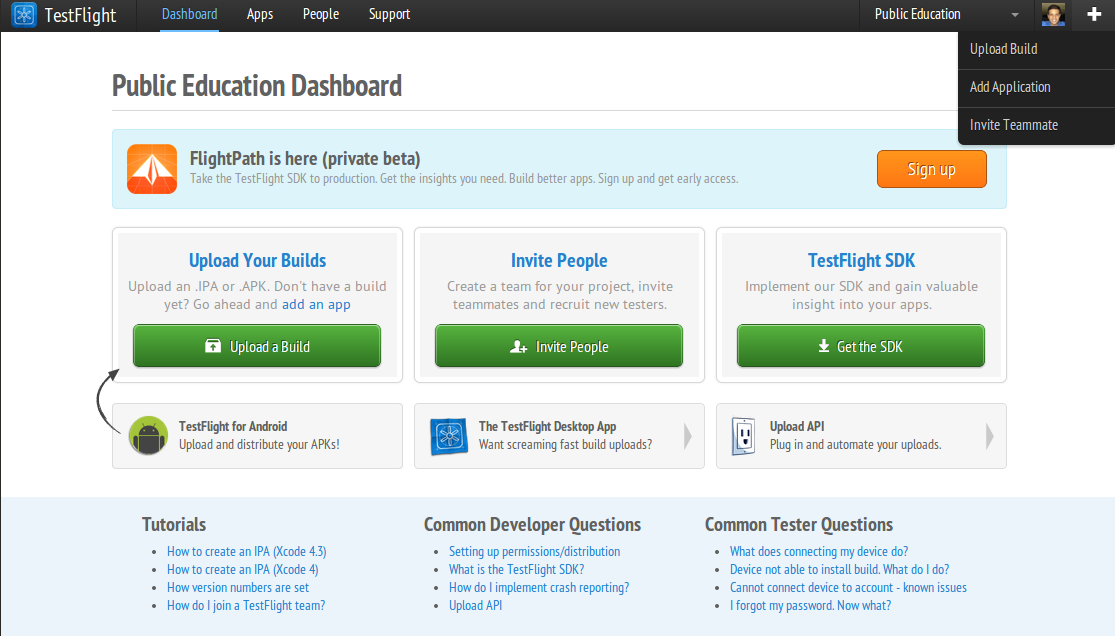 TestFlight
Dashboard
Apps
People
Support
Public Education
Upload Build
Add Application
Invite Teammate
Public Education Dashboard
FlightPath is here (private beta)
Take the TestFlight SDK to production. Get the insights you need. Build better apps. Sign up and get early access.
Sign up
Upload Your Builds
Upload an .IPA or .APK. Don't have a build
yet? Go ahead and add an app
Upload a Build
Invite People
Create a team for your project, invite
teammates and recruit new testers.
Invite People
TestFlight SDK
Implement our SDK and gain valuable
insight into your apps.
Get the SDK
TestFlight for Android
Upload and distribute your APKs!
The TestFlight Desktop App
Want screaming fast build uploads?
Upload API
Plug in and automate your uploads.
Tutorials
How to create an IPA (Xcode 4.3)
How to create an IPA (Xcode 4)
How version numbers are set
How do I join a TestFlight team?
Common Developer Questions
Setting up permissions/distribution
What is the TestFlight SDK?
How do I implement crash reporting?
Upload API
Common Tester Questions
What does connecting my device do?
Device not able to install build. What do I do?
Cannot connect device to account - known issues
I forgot my password. Now what?